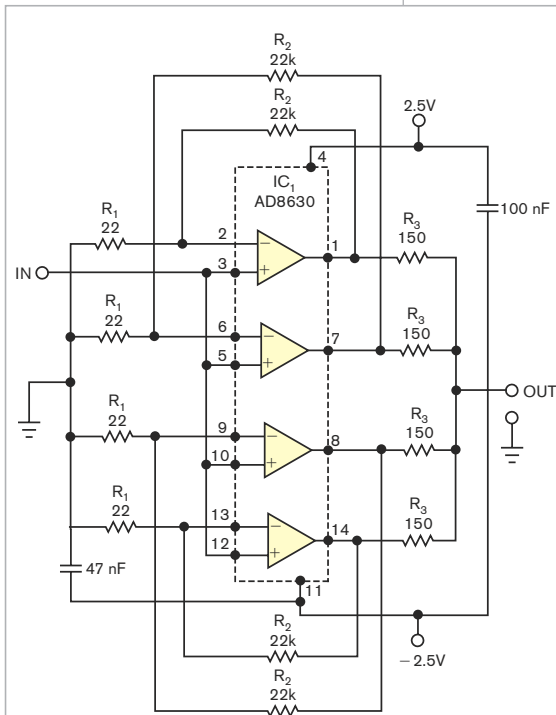 R2
22k
R2
22k
2.5V
4
IC1
AD8630
100 nF
R1
22
2
−
1
R3
150
IN
3
+
R1
22
6
−
7
R3
150
5
+
OUT
R1
22
9
−
8
R3
150
10
+
R1
22
13
−
14
R3
150
12
+
47 nF
11
R2
22k
−2.5V
R2
22k